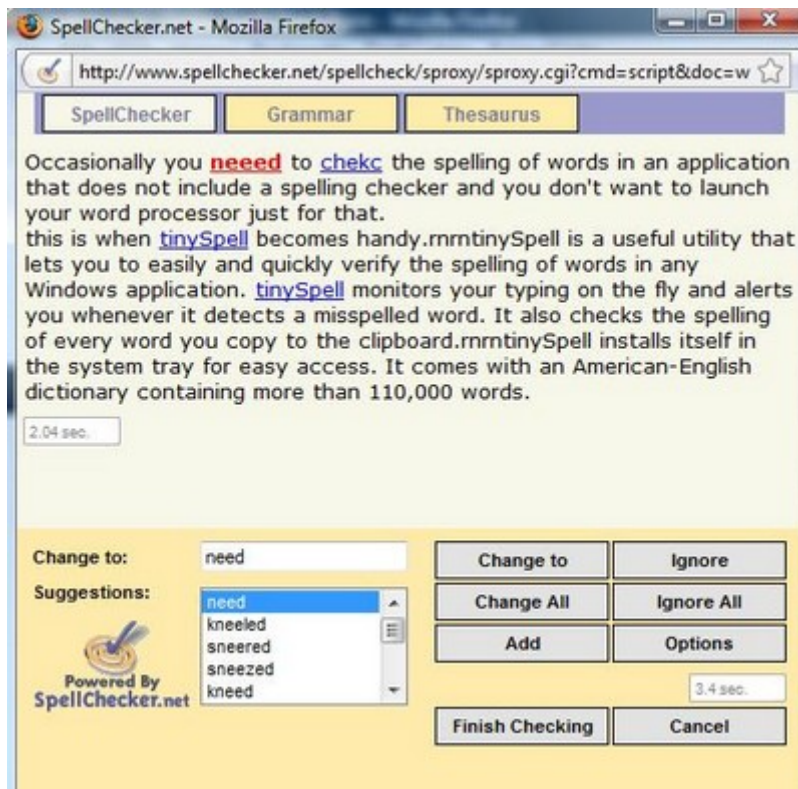 SpellChecker.net - Mozilla Firefox
http://www.spellchecker.net/spellcheck/sproxy/sproxy.cgi?cmd=script&doc=w
SpellChecker Grammar Thesaurus
Occasionally you neeed to chekc the spelling of words in an application
that does not include a spelling checker and you don't want to launch
your word processor just for that.
this is when tinySpell becomes handy.rnrntinySpell is a useful utility that
lets you to easily and quickly verify the spelling of words in any
Windows application. tinySpell monitors your typing on the fly and alerts
you whenever it detects a misspelled word. It also checks the spelling
of every word you copy to the clipboard.rnrntinySpell installs itself in
the system tray for easy access. It comes with an American-English
dictionary containing more than 110,000 words.
2.04 sec.
Change to: need Change to Ignore
Suggestions: need Change All Ignore All
kneeled
sneered Add Options
sneezed
kneed 3.4 sec.
Powered By
SpellChecker.net
Finish Checking Cancel